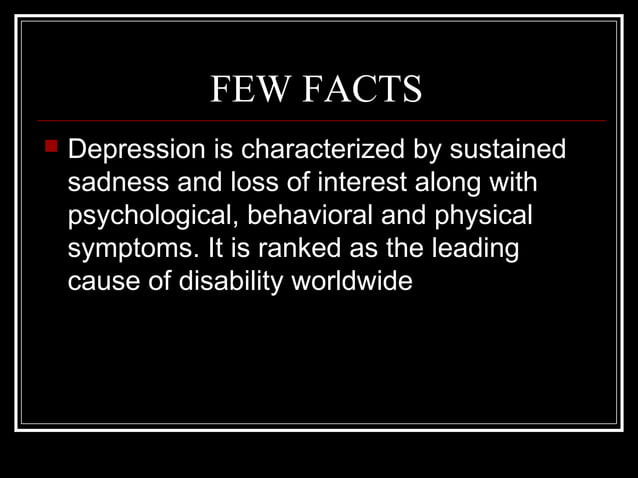 FEW FACTS
Depression is characterized by sustained
sadness and loss of interest along with
psychological, behavioral and physical
symptoms. It is ranked as the leading
cause of disability worldwide